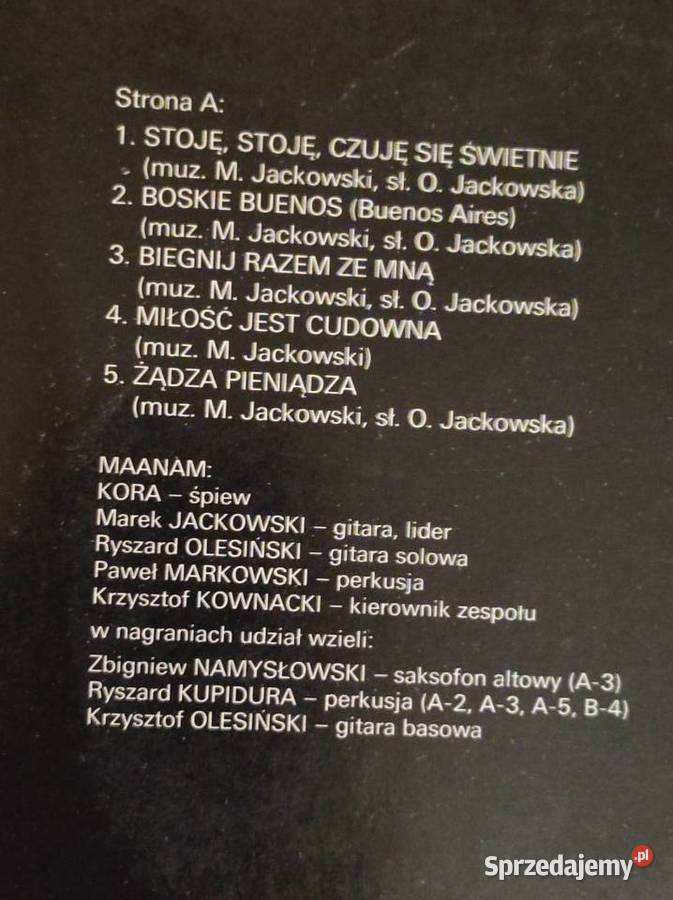 Strona A:
1. STOJĘ, STOJĘ, CZUJĘ SIĘ ŚWIETNIE
(muz. M. Jackowski, sł. O. Jackowska)
2. BOSKIE BUENOS (Buenos Aires)
(muz. M. Jackowski, sł. O. Jackowska)
3. BIEGNIJ RAZEM ZE MNĄ
(muz. M. Jackowski, sł. O. Jackowska)
4. MIŁOŚĆ JEST CUDOWNA
(muz. M. Jackowski)
5. ŻĄDZA PIENIĄDZA
(muz. M. Jackowski, sł. O. Jackowska)
MAANAM:
KORA – śpiew
Marek JACKOWSKI – gitara, lider
Ryszard OLESIŃSKI – gitara solowa
Paweł MARKOWSKI – perkusja
Krzysztof KOWNACKI – kierownik zespołu
w nagraniach udział wzieli:
Zbigniew NAMYSŁOWSKI – saksofon altowy (A-3)
Ryszard KUPIDURA – perkusja (A-2, A-3, A-5, B-4)
Krzysztof OLESIŃSKI – gitara basowa
Sprzedajemy.pl